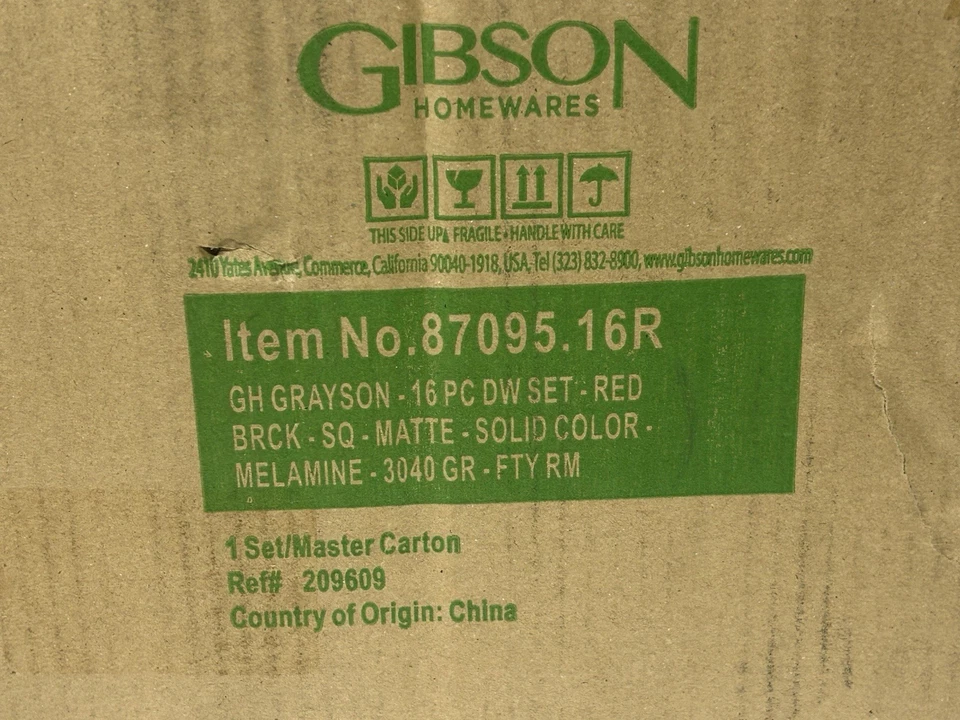 GIBSON
HOMEWARES
THIS SIDE UP▲ FRAGILE•HANDLE WITH CARE
2410 Yates Avenue, Commerce, California 90040-1918, USA, Tel (323) 832-8900, www.gibsonhomewares.com
Item No.87095.16R
GH GRAYSON - 16 PC DW SET - RED
BRCK - SQ - MATTE - SOLID COLOR -
MELAMINE - 3040 GR - FTY RM
1 Set/Master Carton
Ref# 209609
Country of Origin: China